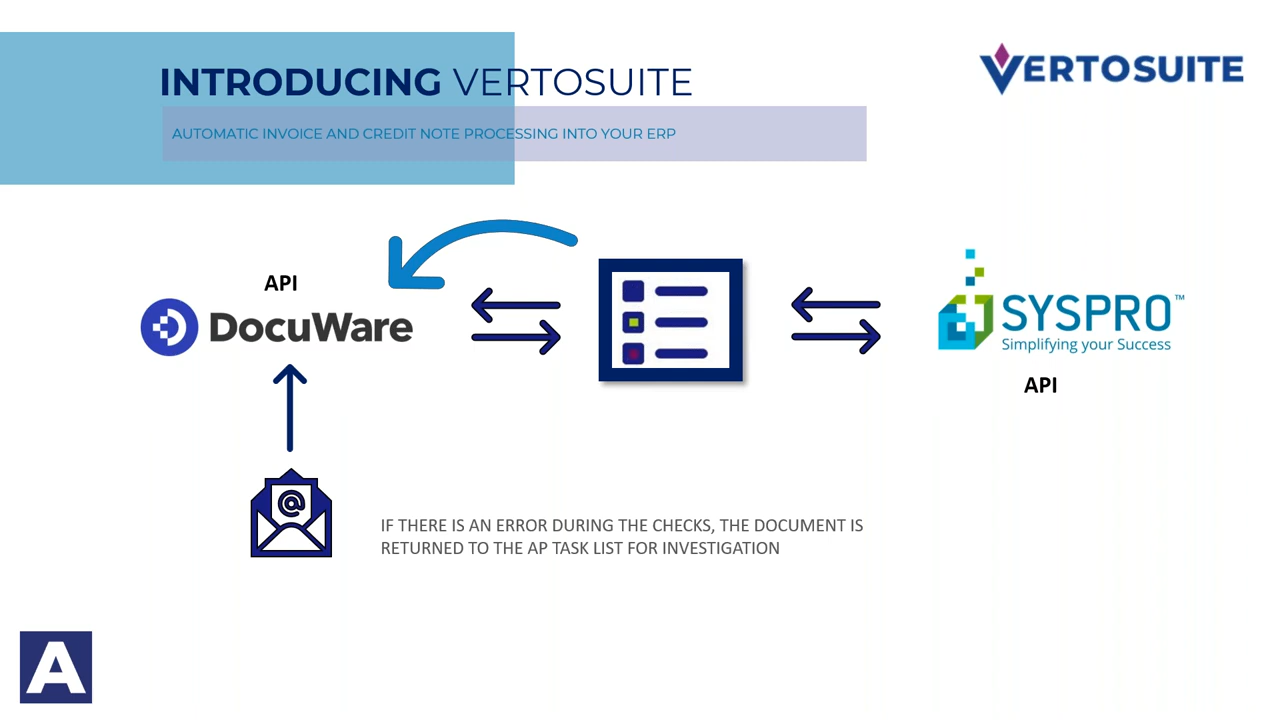 INTRODUCING VERTOSUITE
VERTOSUITE
AUTOMATIC INVOICE AND CREDIT NOTE PROCESSING INTO YOUR ERP
API
DocuWare
SYSPRO™
Simplifying your Success
API
@
IF THERE IS AN ERROR DURING THE CHECKS, THE DOCUMENT IS
RETURNED TO THE AP TASK LIST FOR INVESTIGATION
A